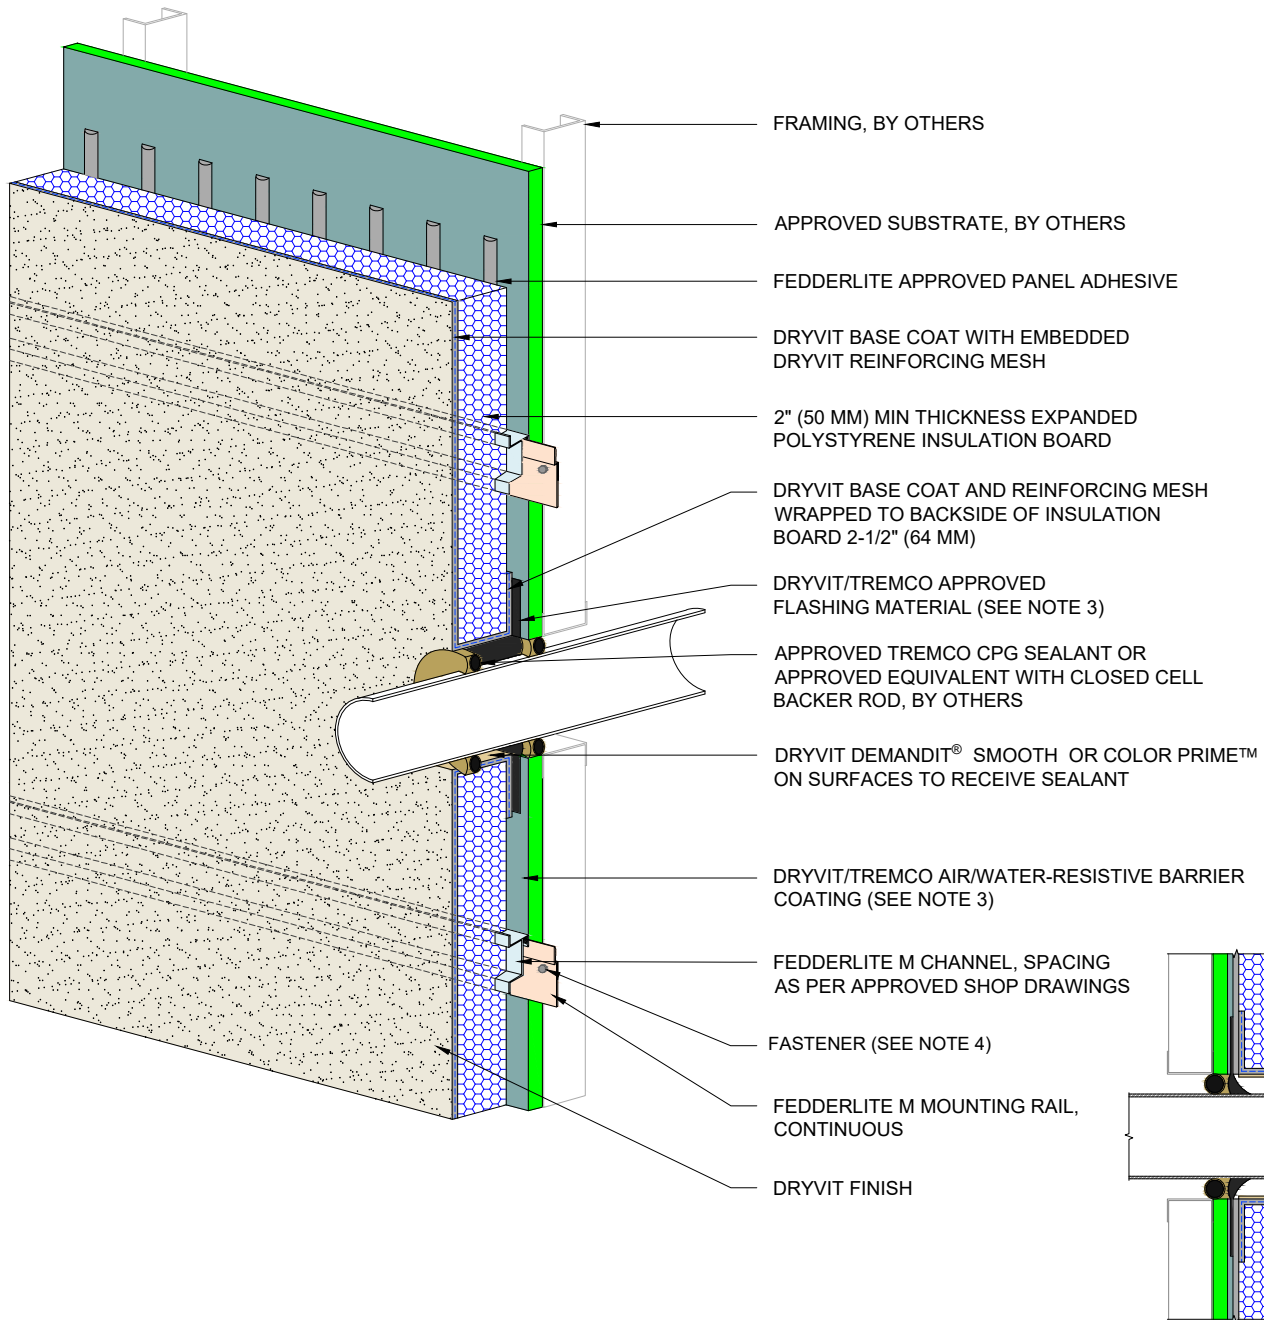 FRAMING, BY OTHERS
APPROVED SUBSTRATE, BY OTHERS
FEDDERLITE APPROVED PANEL ADHESIVE
DRYVIT BASE COAT WITH EMBEDDED
DRYVIT REINFORCING MESH
2" (50 MM) MIN THICKNESS EXPANDED
POLYSTYRENE INSULATION BOARD
DRYVIT BASE COAT AND REINFORCING MESH
WRAPPED TO BACKSIDE OF INSULATION
BOARD 2-1/2" (64 MM)
DRYVIT/TREMCO APPROVED
FLASHING MATERIAL (SEE NOTE 3)
APPROVED TREMCO CPG SEALANT OR
APPROVED EQUIVALENT WITH CLOSED CELL
BACKER ROD, BY OTHERS
DRYVIT DEMANDIT® SMOOTH OR COLOR PRIME™
ON SURFACES TO RECEIVE SEALANT
DRYVIT/TREMCO AIR/WATER-RESISTIVE BARRIER
COATING (SEE NOTE 3)
FEDDERLITE M CHANNEL, SPACING
AS PER APPROVED SHOP DRAWINGS
FASTENER (SEE NOTE 4)
FEDDERLITE M MOUNTING RAIL,
CONTINUOUS
DRYVIT FINISH